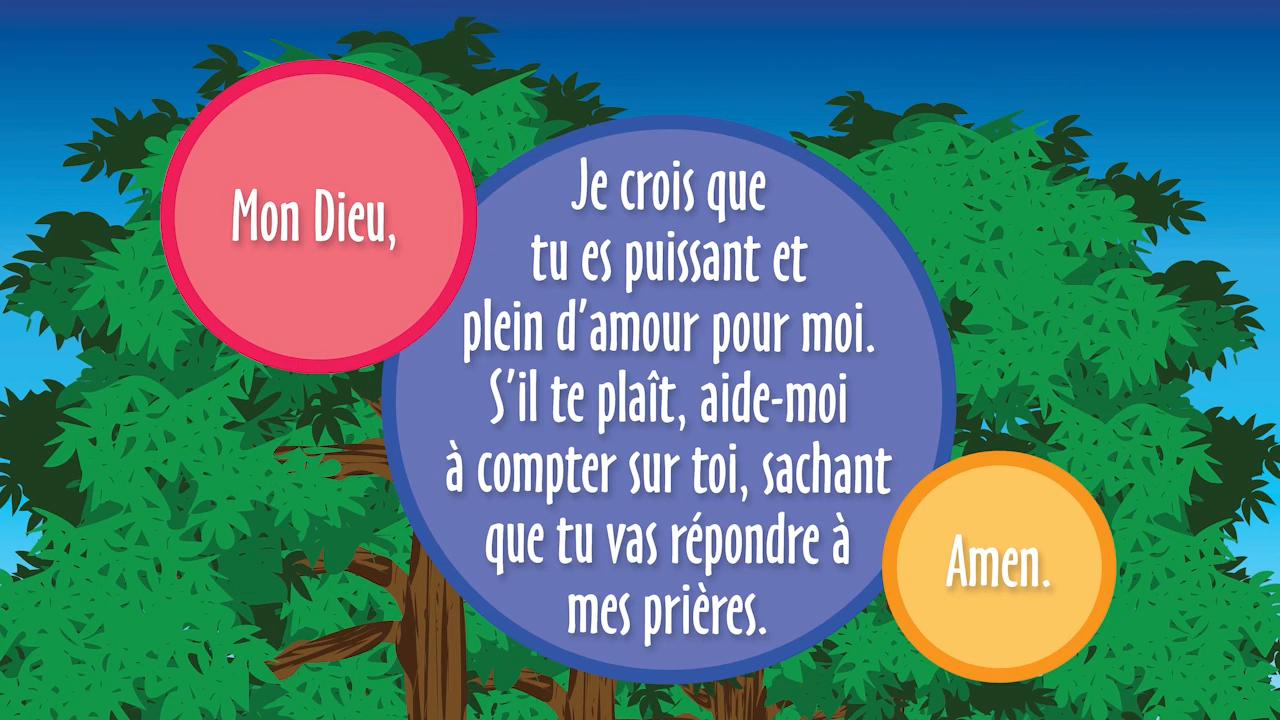 Mon Dieu,
Je crois que
tu es puissant et
plein d’amour pour moi.
S’il te plaît, aide-moi
à compter sur toi, sachant
que tu vas répondre à
mes prières.
Amen.